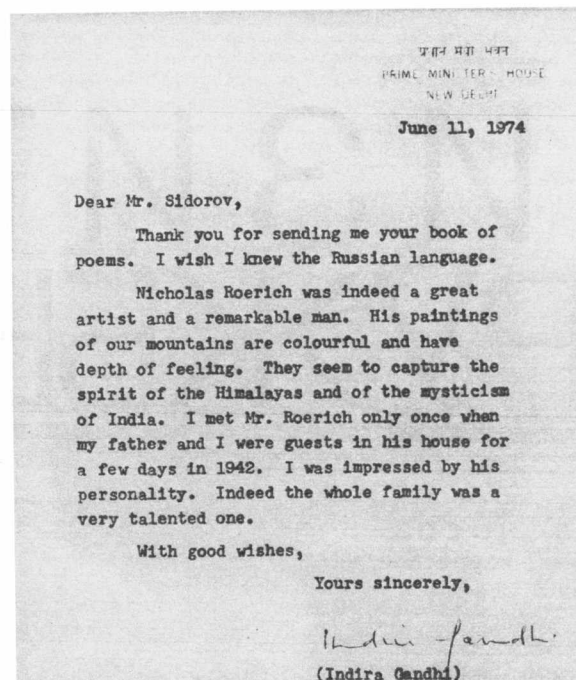 प्रधान मंत्री भवन
PRIME MINISTER'S HOUSE
NEW DELHI
June 11, 1974
Dear Mr. Sidorov,
Thank you for sending me your book of
poems. I wish I knew the Russian language.
Nicholas Roerich was indeed a great
artist and a remarkable man. His paintings
of our mountains are colourful and have
depth of feeling. They seem to capture the
spirit of the Himalayas and of the mysticism
of India. I met Mr. Roerich only once when
my father and I were guests in his house for
a few days in 1942. I was impressed by his
personality. Indeed the whole family was a
very talented one.
With good wishes,
Yours sincerely,
Indira Gandhi
(Indira Gandhi)